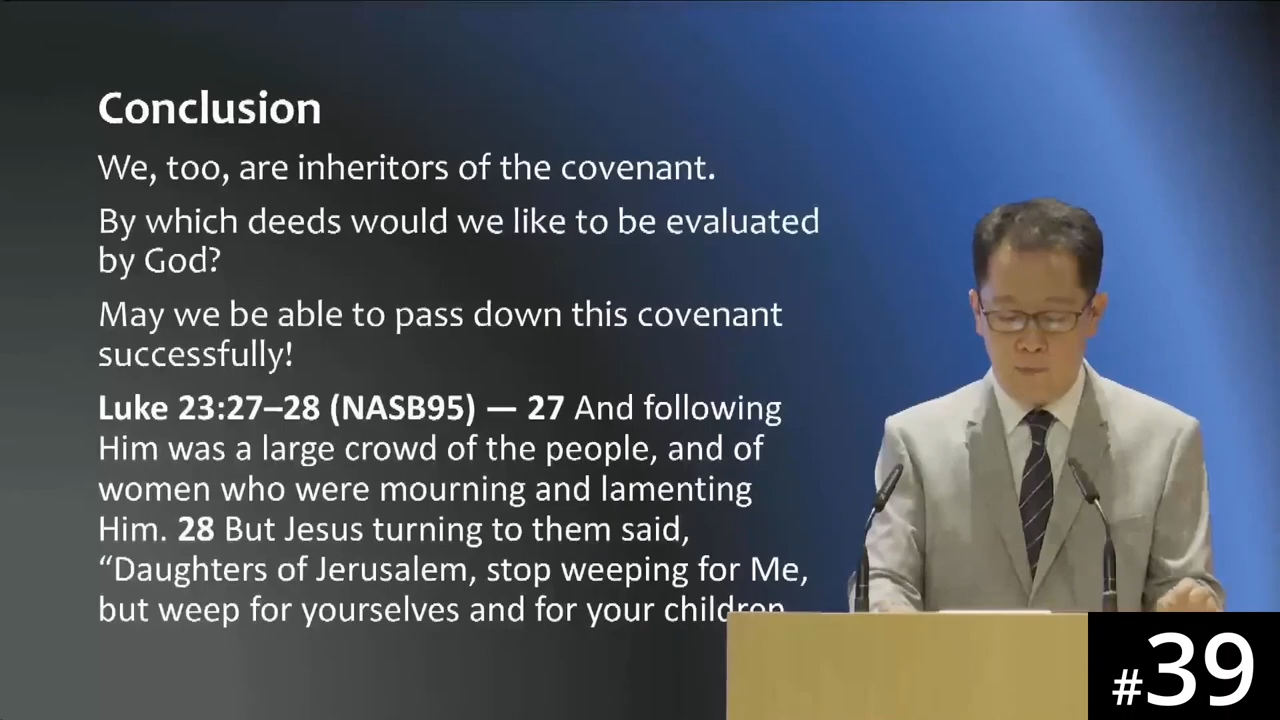 Conclusion
We, too, are inheritors of the covenant.
By which deeds would we like to be evaluated
by God?
May we be able to pass down this covenant
successfully!
Luke 23:27–28 (NASB95) — 27 And following
Him was a large crowd of the people, and of
women who were mourning and lamenting
Him. 28 But Jesus turning to them said,
“Daughters of Jerusalem, stop weeping for Me,
but weep for yourselves and for your children
#39